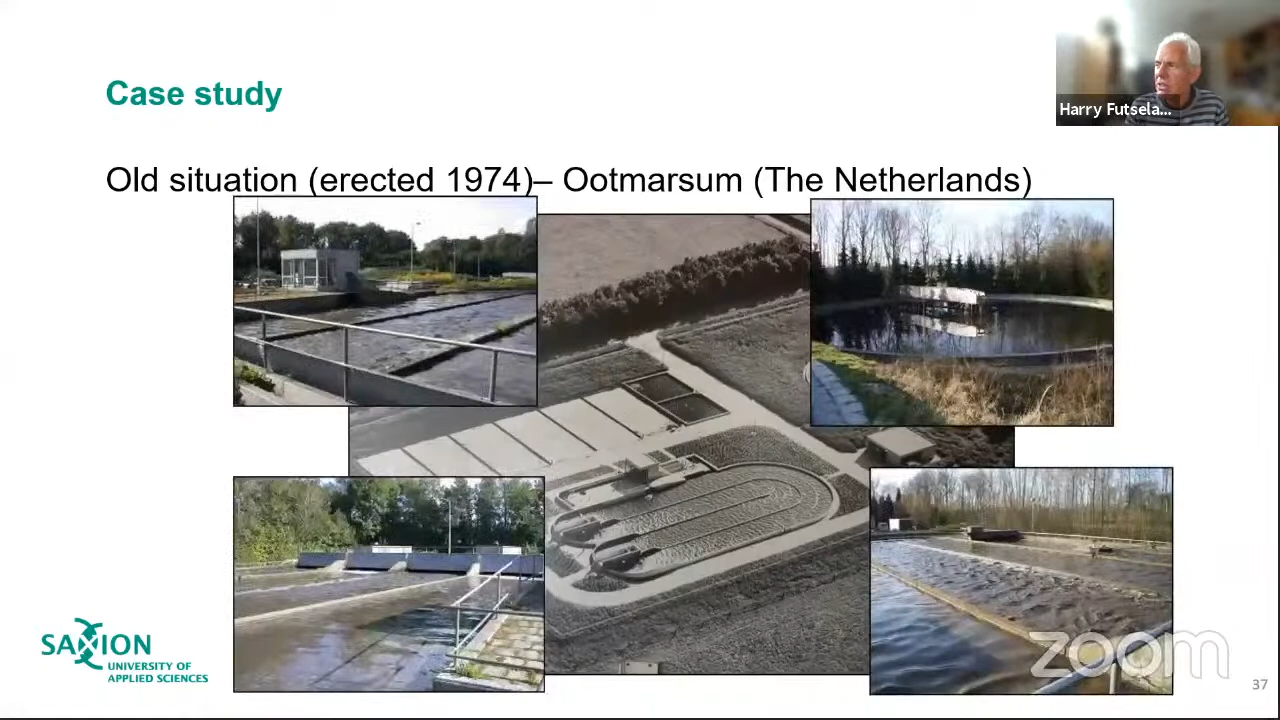 Case study
Harry Futsela...
Old situation (erected 1974)– Ootmarsum (The Netherlands)
SAXION
UNIVERSITY OF
APPLIED SCIENCES
zoom
37